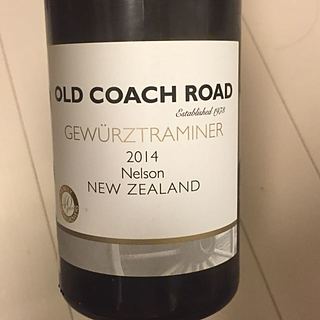 OLD COACH ROAD
Established 1978
GEWÜRZTRAMINER
2014
Nelson
NEW ZEALAND